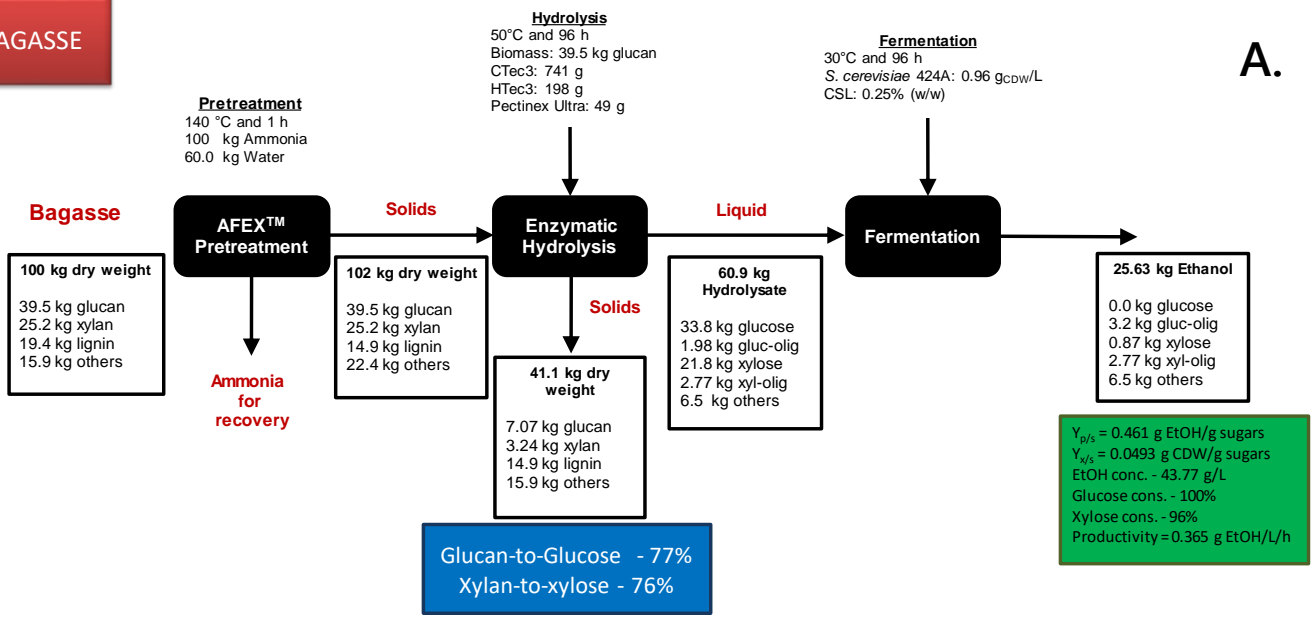 AGASSE
A.
Pretreatment
140 °C and 1 h
100 kg Ammonia
60.0 kg Water
Hydrolysis
50°C and 96 h
Biomass: 39.5 kg glucan
CTec3: 741 g
HTec3: 198 g
Pectinex Ultra: 49 g
Fermentation
30°C and 96 h
S. cerevisiae 424A: 0.96 gCDW/L
CSL: 0.25% (w/w)
Bagasse
100 kg dry weight
39.5 kg glucan
25.2 kg xylan
19.4 kg lignin
15.9 kg others
AFEX™
Pretreatment
Ammonia
for
recovery
Solids
102 kg dry weight
39.5 kg glucan
25.2 kg xylan
14.9 kg lignin
22.4 kg others
Enzymatic
Hydrolysis
Solids
41.1 kg dry
weight
7.07 kg glucan
3.24 kg xylan
14.9 kg lignin
15.9 kg others
Glucan-to-Glucose - 77%
Xylan-to-xylose - 76%
Liquid
60.9 kg
Hydrolysate
33.8 kg glucose
1.98 kg gluc-olig
21.8 kg xylose
2.77 kg xyl-olig
6.5 kg others
Fermentation
25.63 kg Ethanol
0.0 kg glucose
3.2 kg gluc-olig
0.87 kg xylose
2.77 kg xyl-olig
6.5 kg others
Yp/s = 0.461 g EtOH/g sugars
Yx/s = 0.0493 g CDW/g sugars
EtOH conc. - 43.77 g/L
Glucose cons. - 100%
Xylose cons. - 96%
Productivity = 0.365 g EtOH/L/h